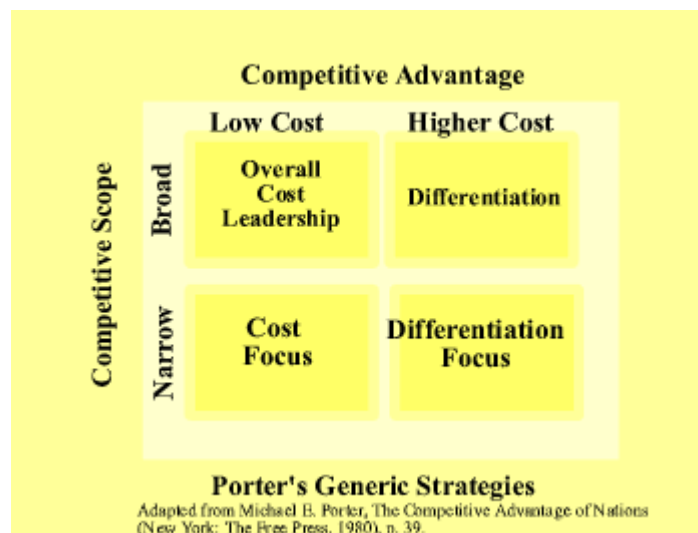 Competitive Advantage
Low Cost Higher Cost
Competitive Scope
Broad
Overall
Cost
Leadership
Differentiation
Narrow
Cost
Focus
Differentiation
Focus
Porter's Generic Strategies
Adapted from Michael E. Porter, The Competitive Advantage of Nations
(New York: The Free Press, 1980), p. 39.